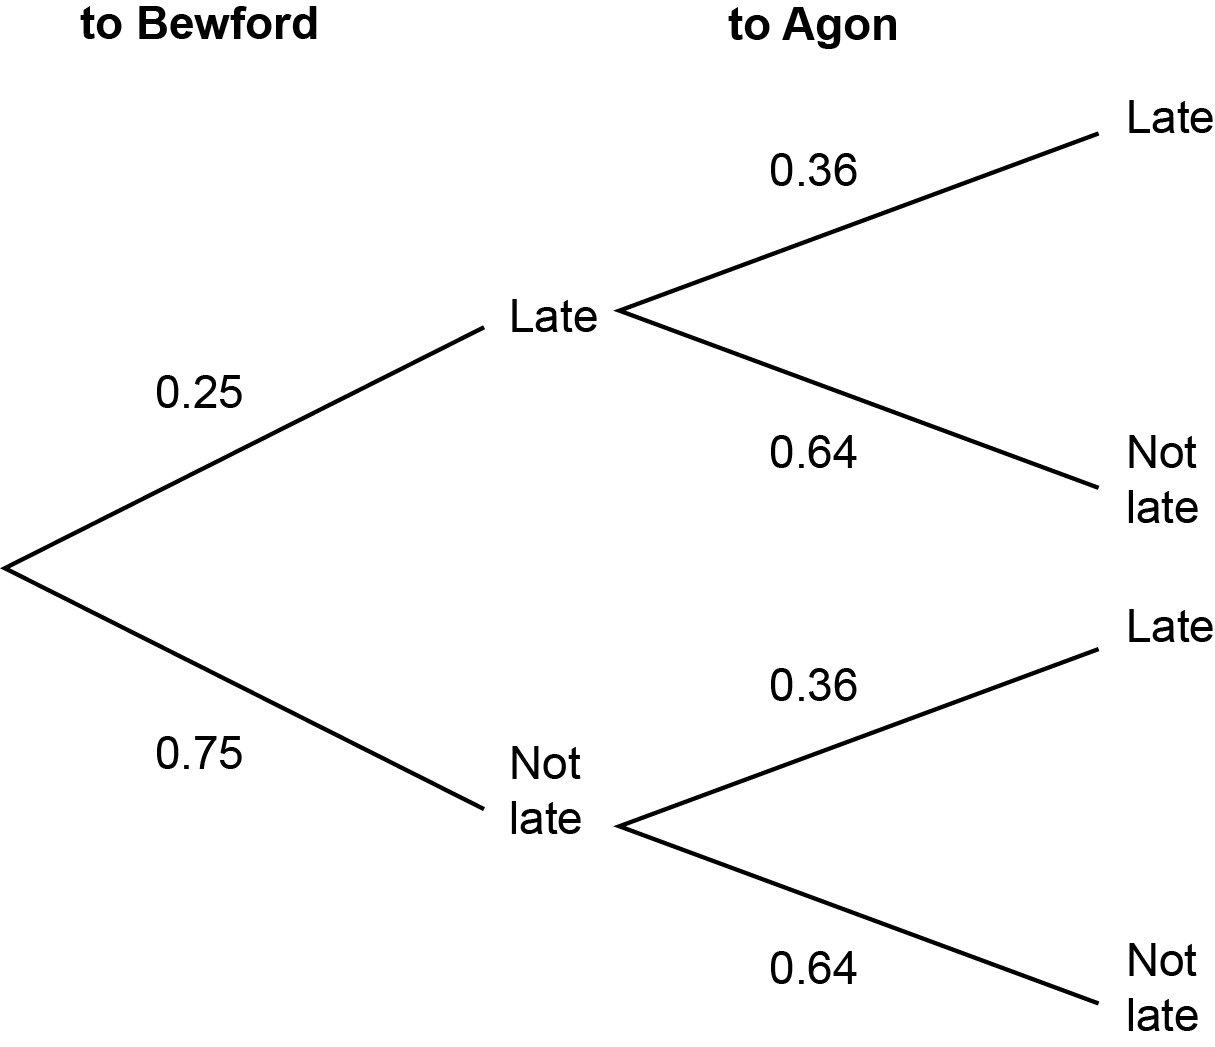 to Bewford
to Agon
Late
0.36
Late
0.25
0.64
Not
late
Late
0.36
0.75
Not
late
0.64
Not
late